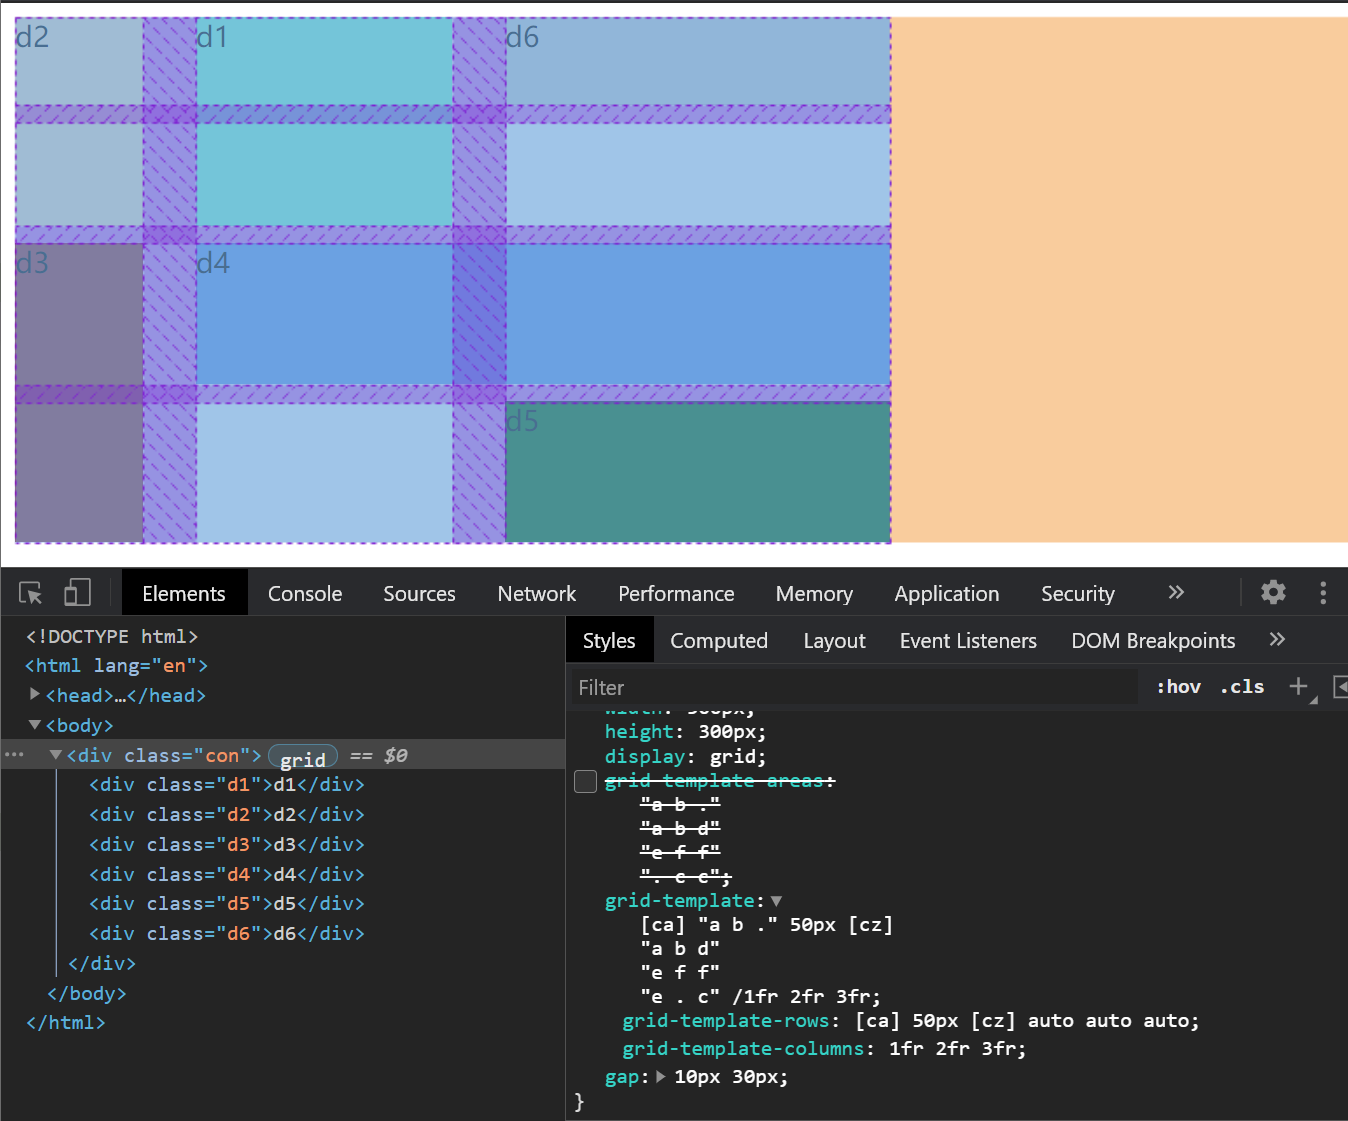 d2 d1 d6
d3 d4
d5
Elements Console Sources Network Performance Memory Application Security »
<!DOCTYPE html>
<html lang="en">
<head>…</head>
<body>
<div class="con"> grid == $0
<div class="d1">d1</div>
<div class="d2">d2</div>
<div class="d3">d3</div>
<div class="d4">d4</div>
<div class="d5">d5</div>
<div class="d6">d6</div>
</div>
</body>
</html>
Styles Computed Layout Event Listeners DOM Breakpoints »
Filter :hov .cls +
height: 300px;
display: grid;
grid-template-areas:
"a b ."
"a b d"
"e f f"
". c c";
grid-template:
[ca] "a b ." 50px [cz]
"a b d"
"e f f"
"e . c" /1fr 2fr 3fr;
grid-template-rows: [ca] 50px [cz] auto auto auto;
grid-template-columns: 1fr 2fr 3fr;
gap: 10px 30px;
}